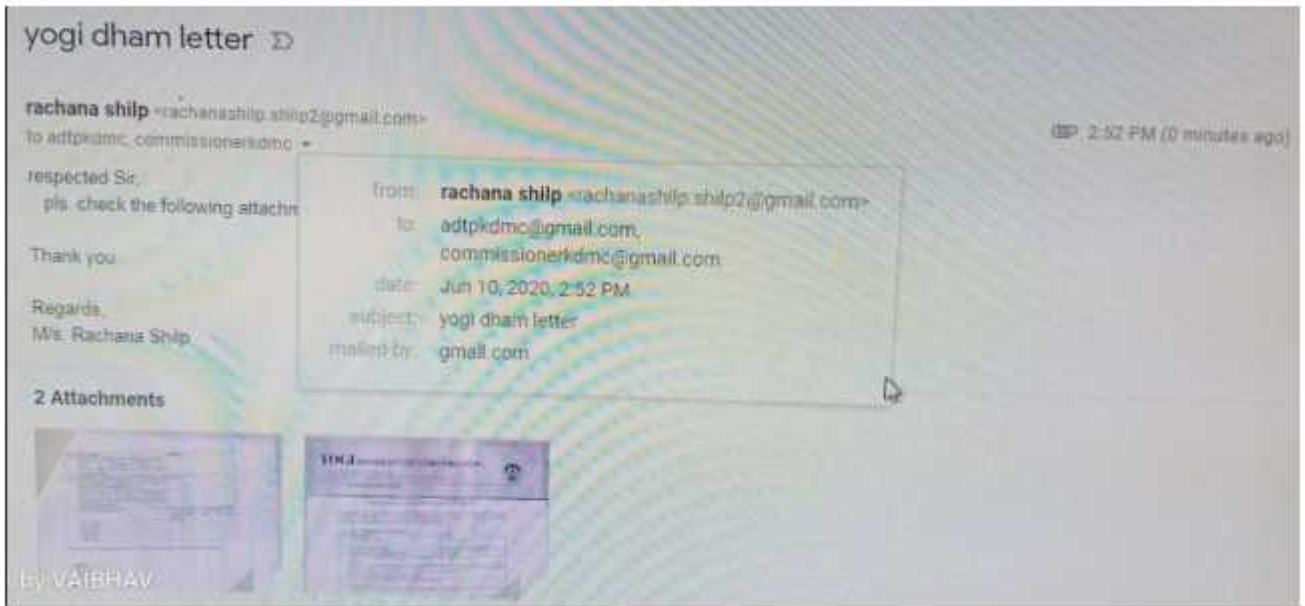 yogi dham letter
rachana shilp <rachanashilp.shilp2@gmail.com>
to adtpkdmc, commissionerkdmc
2:52 PM (0 minutes ago)
respected Sir,
pls. check the following attachm
from: rachana shilp <rachanashilp.shilp2@gmail.com>
to: adtpkdmc@gmail.com,
commissionerkdmc@gmail.com
date: Jun 10, 2020, 2:52 PM
subject: yogi dham letter
mailed-by: gmail.com
Thank you.
Regards,
M/s. Rachana Shilp
2 Attachments
YOGI
by VAIBHAV